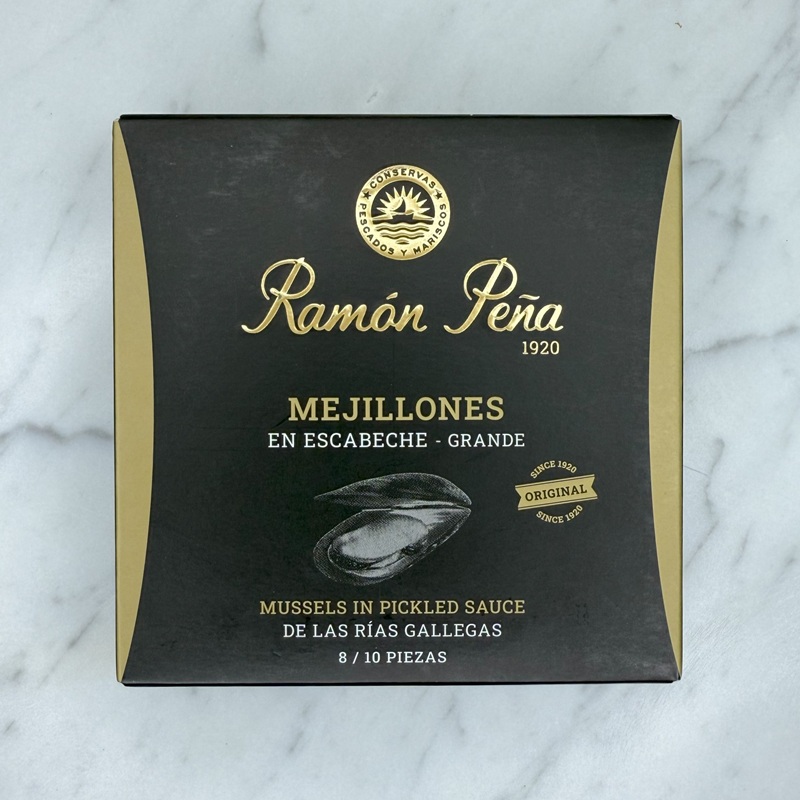 CONSERVAS
PESCADOS Y MARISCOS
Ramón Peña
1920
MEJILLONES
EN ESCABECHE - GRANDE
SINCE 1920
ORIGINAL
SINCE 1920
MUSSELS IN PICKLED SAUCE
DE LAS RÍAS GALLEGAS
8 / 10 PIEZAS